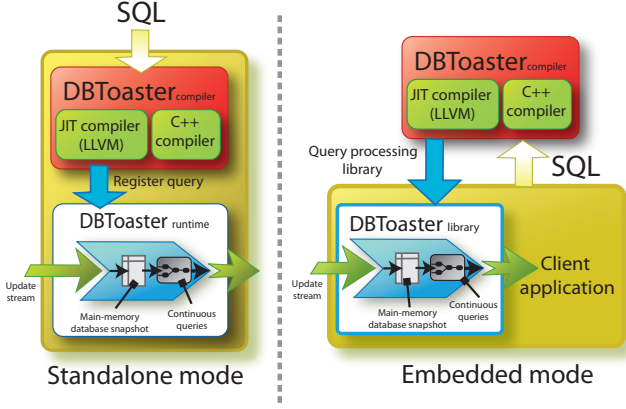 SQL
DBToaster compiler
JIT compiler
(LLVM)
C++
compiler
Register query
DBToaster runtime
Update
stream
Main-memory
database snapshot
Continuous
queries
Standalone mode
DBToaster compiler
JIT compiler
(LLVM)
C++
compiler
Query processing
library
SQL
DBToaster library
Update
stream
Main-memory
database snapshot
Continuous
queries
Client
application
Embedded mode